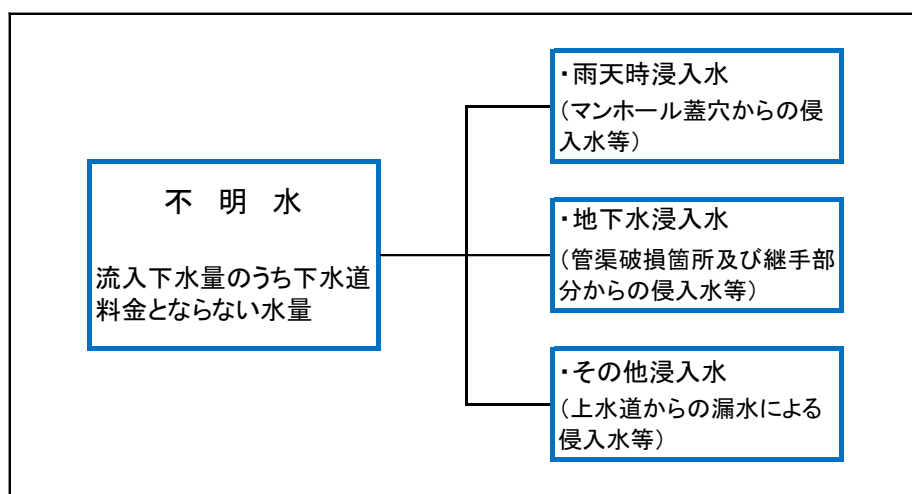 不 明 水
流入下水量のうち下水道
料金とならない水量
・雨天時浸入水
（マンホール蓋穴からの侵
入水等）
・地下水浸入水
（管渠破損箇所及び継手部
分からの侵入水等）
・その他浸入水
（上水道からの漏水による
侵入水等）